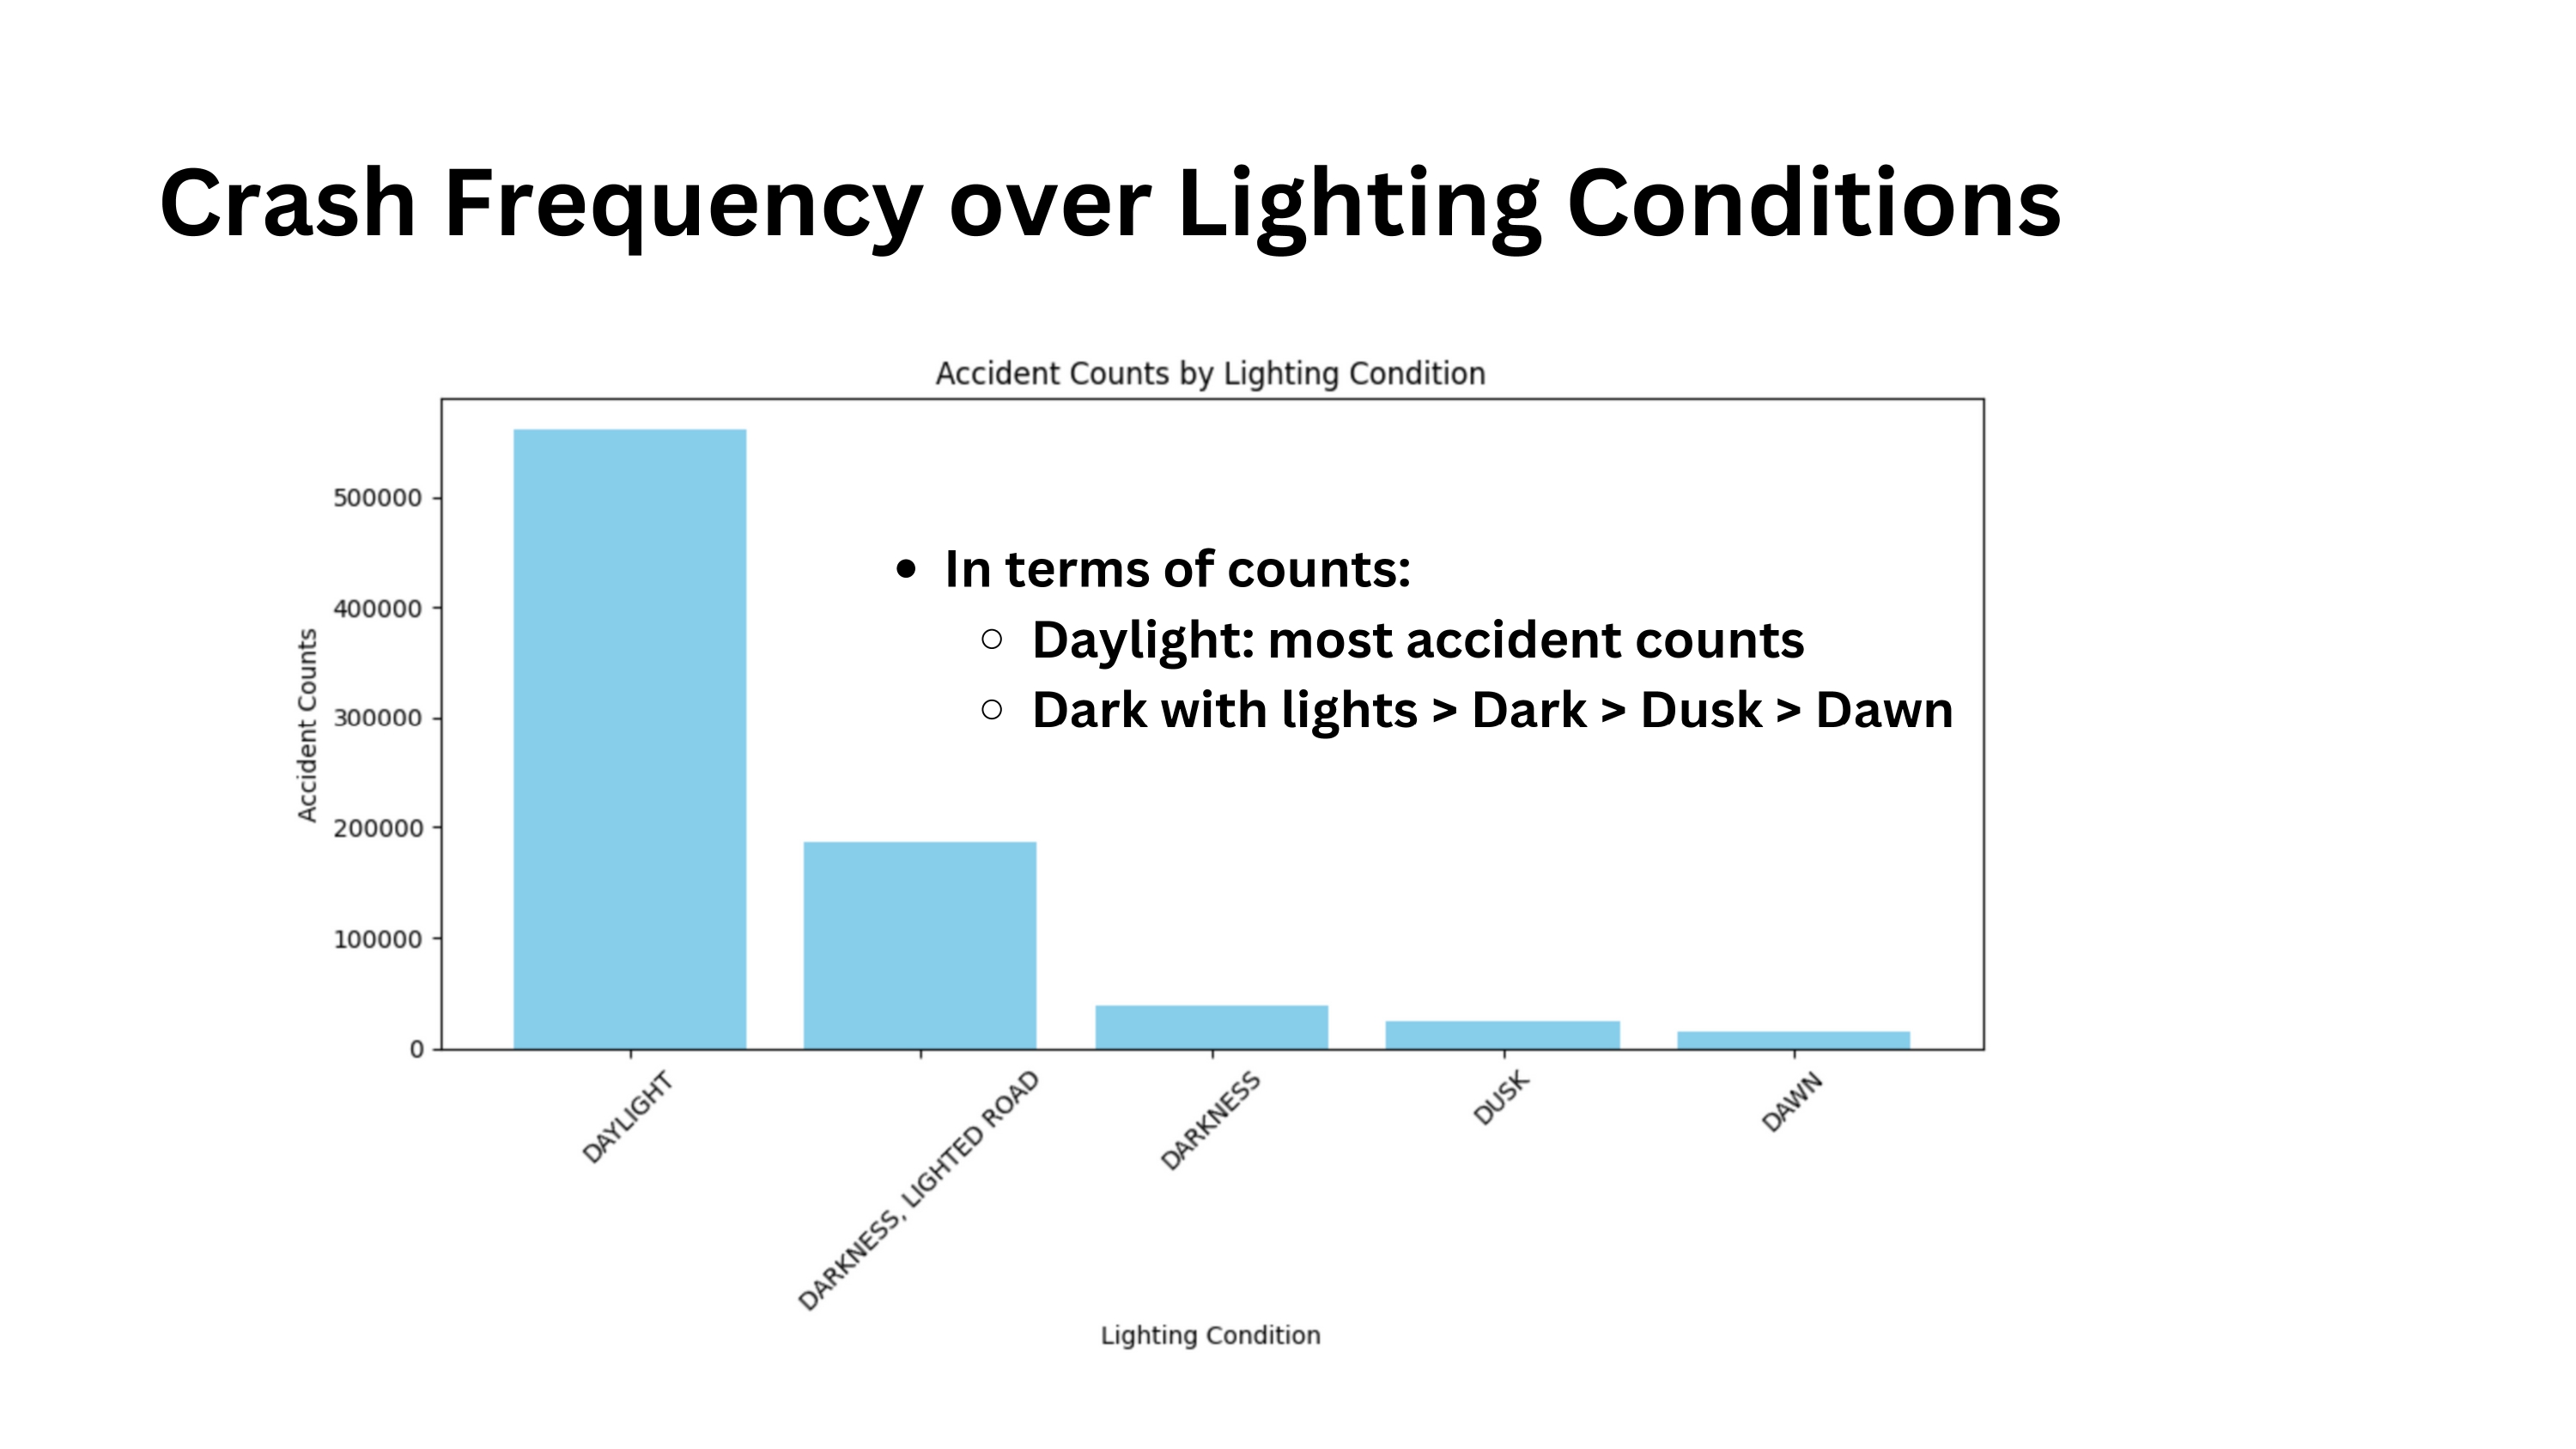 Crash Frequency over Lighting Conditions
Accident Counts by Lighting Condition
500000
400000
300000
200000
100000
0
Accident Counts
• In terms of counts:
○ Daylight: most accident counts
○ Dark with lights > Dark > Dusk > Dawn
DAYLIGHT
DARKNESS, LIGHTED ROAD
DARKNESS
DUSK
DAWN
Lighting Condition